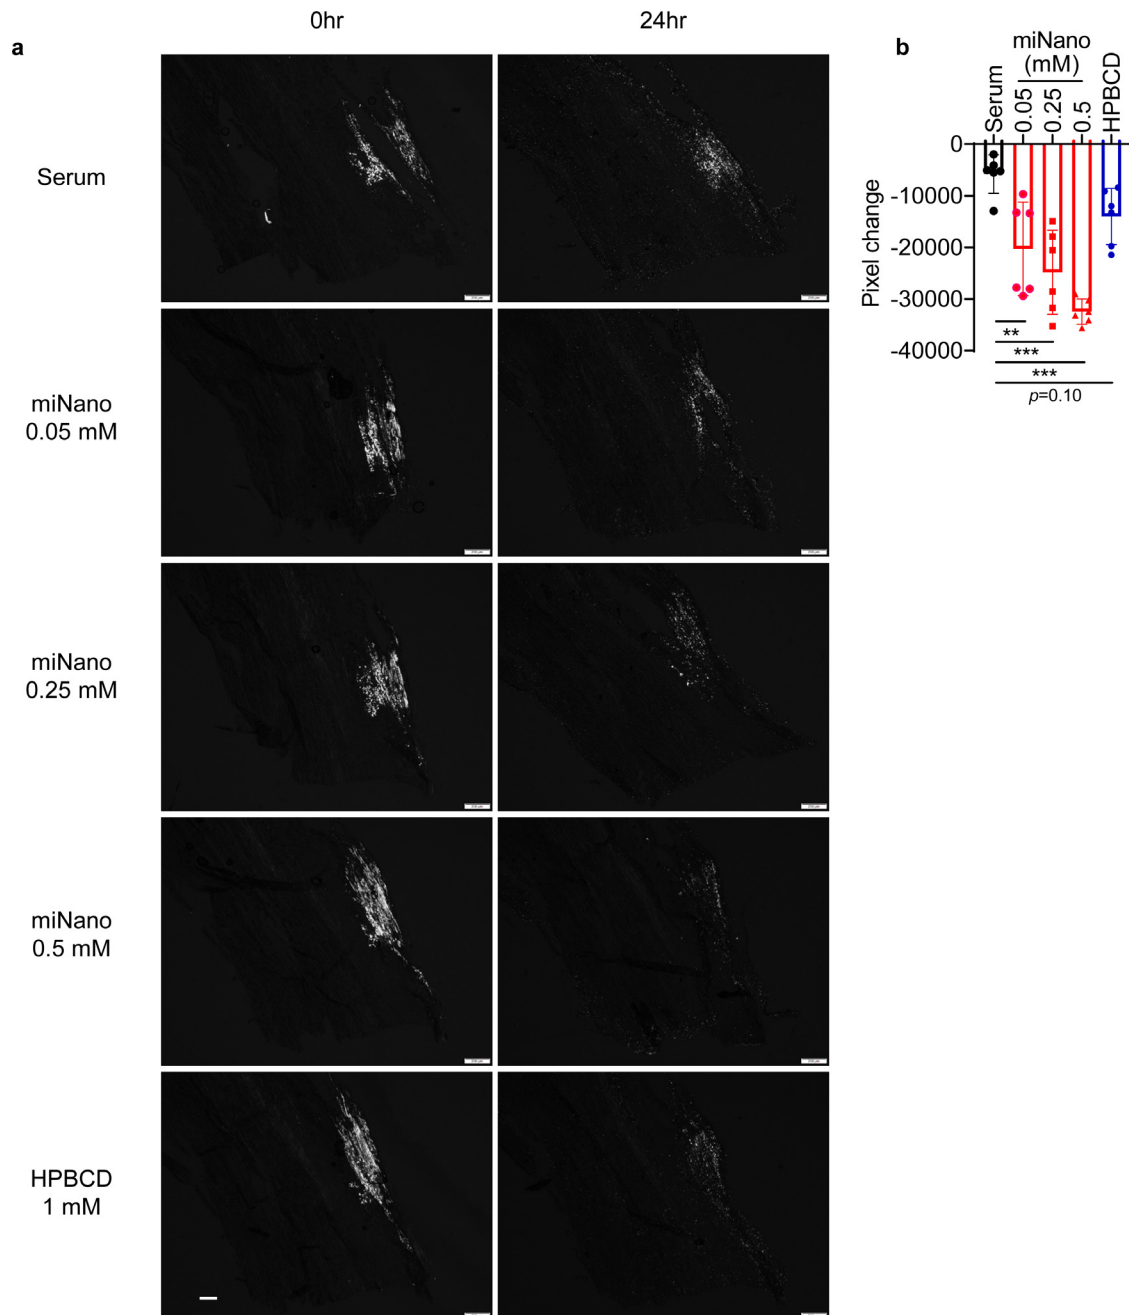 0hr
24hr
a
Serum
miNano
0.05 mM
miNano
0.25 mM
miNano
0.5 mM
HPBCD
1 mM
b
miNano
(mM)
Serum
0.05
0.25
0.5
HPBCD
Pixel change
0
-10000
-20000
-30000
-40000
**
***
***
p=0.10